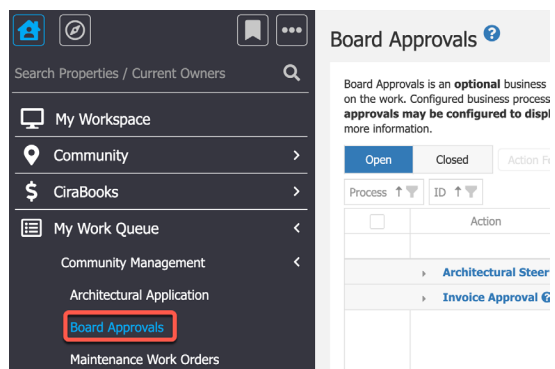 Search Properties / Current Owners
My Workspace
Community
CiraBooks
My Work Queue
Community Management
Architectural Application
Board Approvals
Maintenance Work Orders
Board Approvals ?
Board Approvals is an optional business
on the work. Configured business process
approvals may be configured to displ
more information.
Open Closed Action Fe
Process ID
Action
Architectural Steer
Invoice Approval